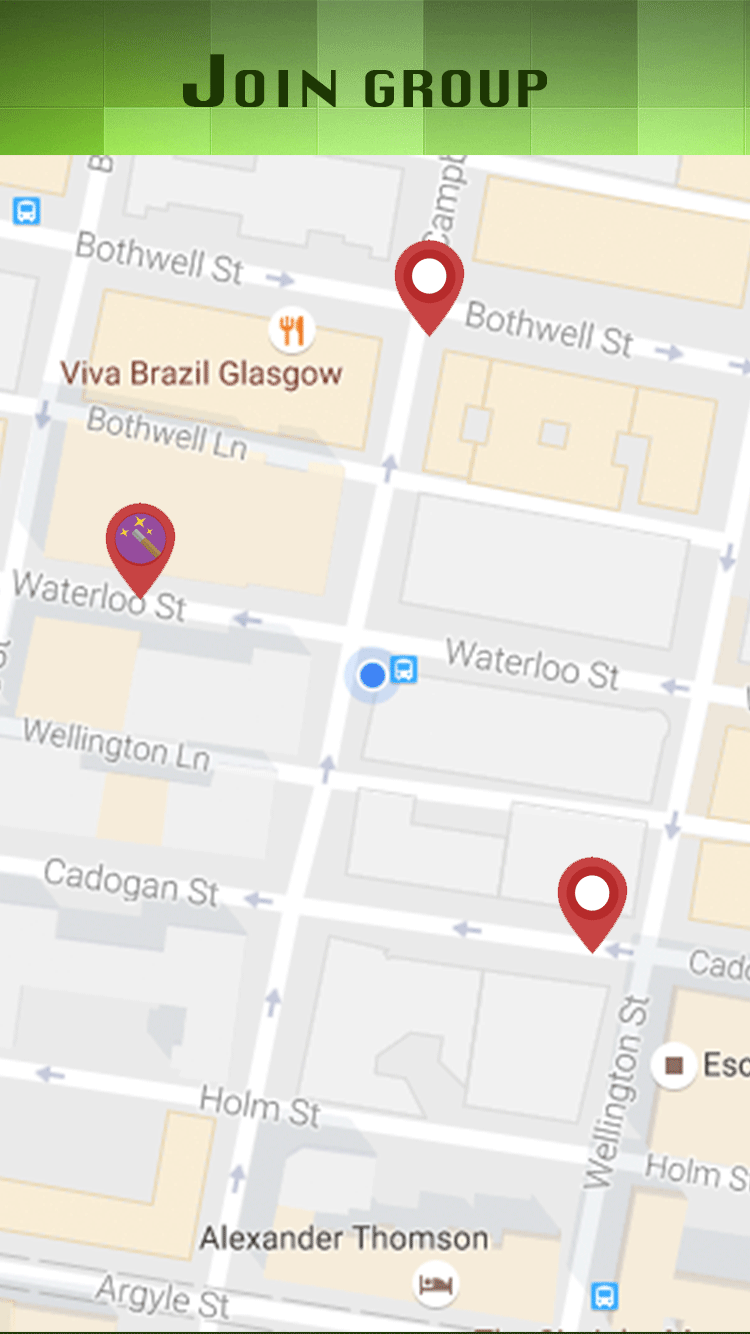 JOIN GROUP
Bothwell St
Bothwell St
Viva Brazil Glasgow
Bothwell Ln
Waterloo St
Waterloo St
Wellington Ln
Cadogan St
Wellington St
Holm St
Holm S
Alexander Thomson
Argyle St